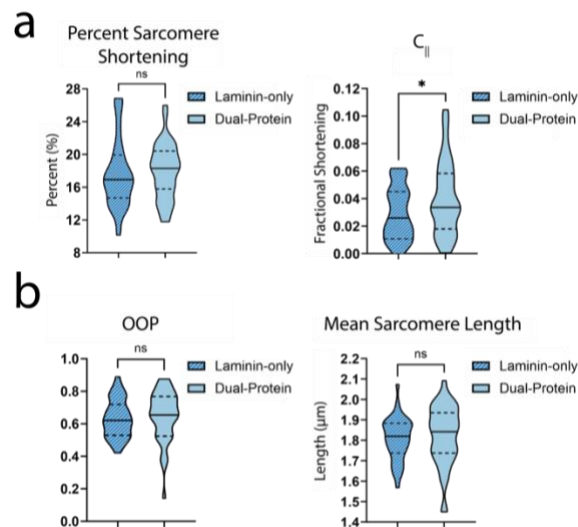 a
Percent Sarcomere
Shortening
ns
28
24
20
16
12
8
Percent (%)
Laminin-only
Dual-Protein
C||
*
0.12
0.10
0.08
0.06
0.04
0.02
0.00
Fractional Shortening
Laminin-only
Dual-Protein
b
OOP
ns
1.0
0.8
0.6
0.4
0.2
0.0
Laminin-only
Dual-Protein
Mean Sarcomere Length
ns
2.2
2.1
2.0
1.9
1.8
1.7
1.6
1.5
1.4
Length (µm)
Laminin-only
Dual-Protein